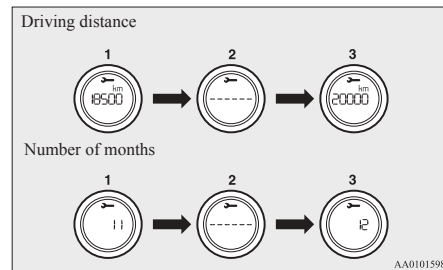 Driving distance
1 2 3
km km
18500 ------ 20000
Number of months
1 2 3
11 ------ 12
AA0101598